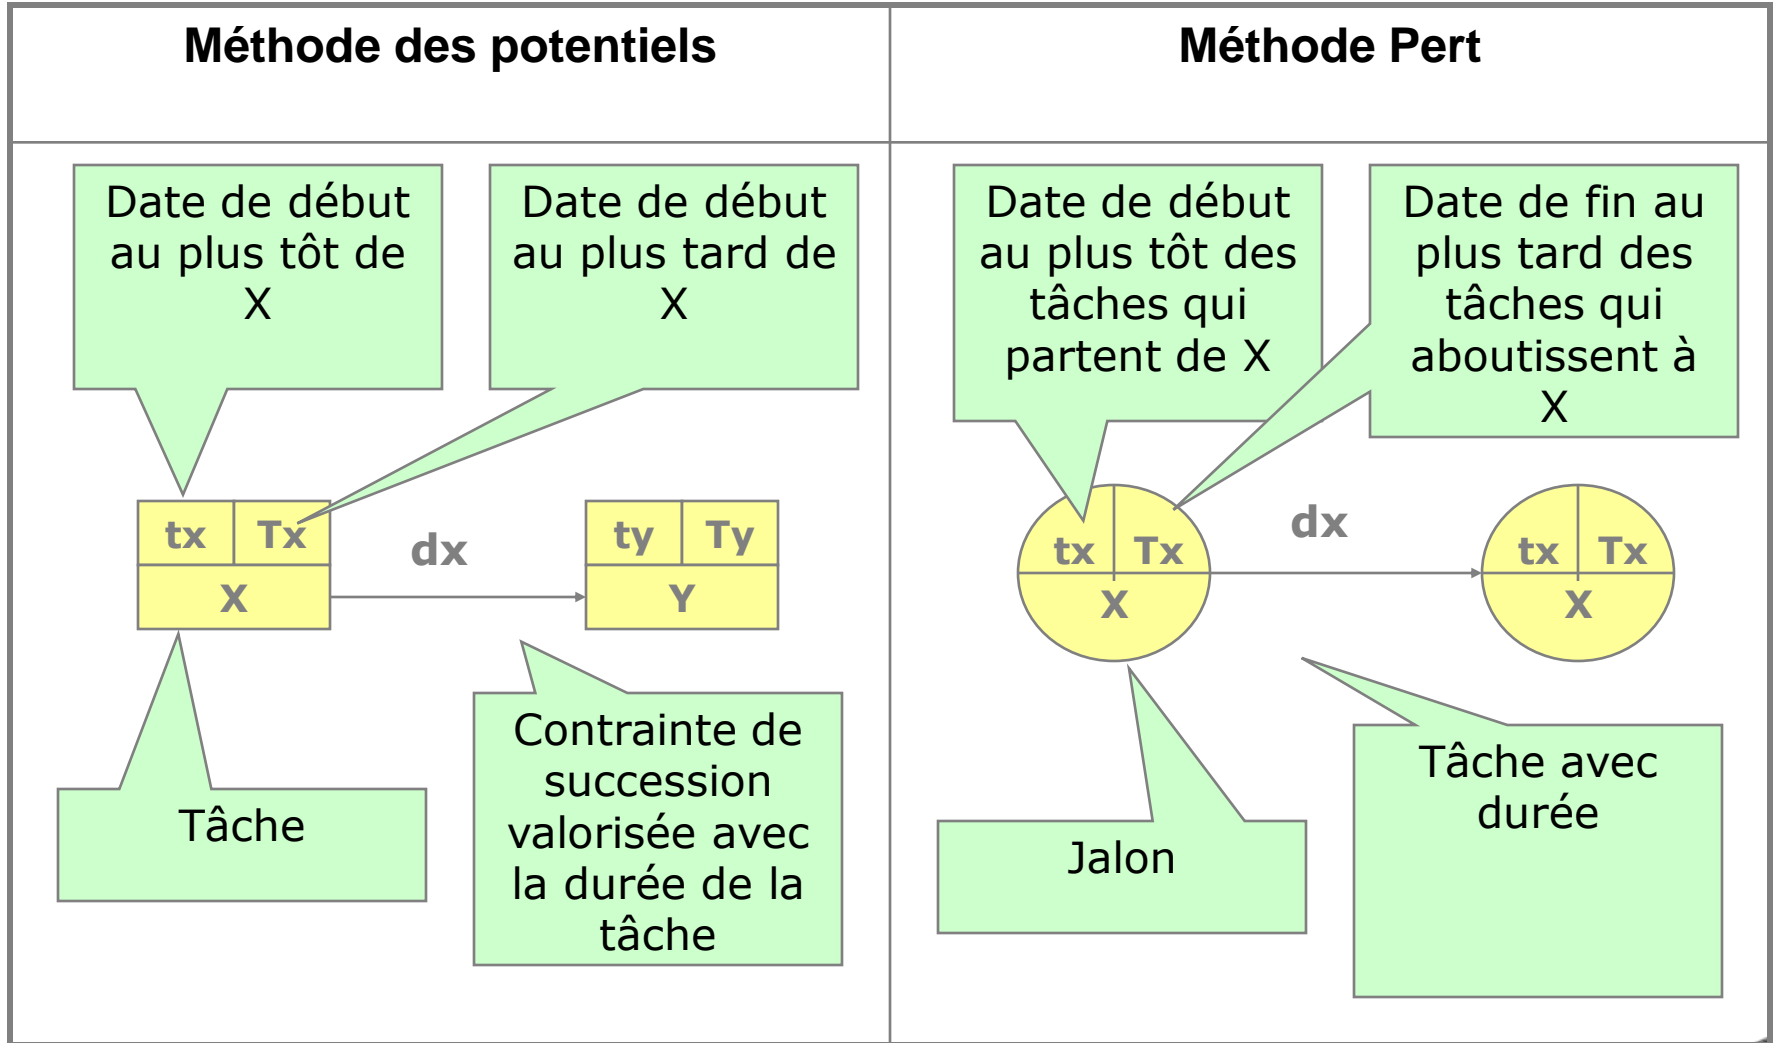 Méthode des potentiels
Date de début
au plus tôt de
X
Date de début
au plus tard de
X
tx
Tx
X
dx
ty
Ty
Y
Tâche
Contrainte de
succession
valorisée avec
la durée de la
tâche
Méthode Pert
Date de début
au plus tôt des
tâches qui
partent de X
Date de fin au
plus tard des
tâches qui
aboutissent à
X
tx
Tx
X
dx
tx
Tx
X
Jalon
Tâche avec
durée